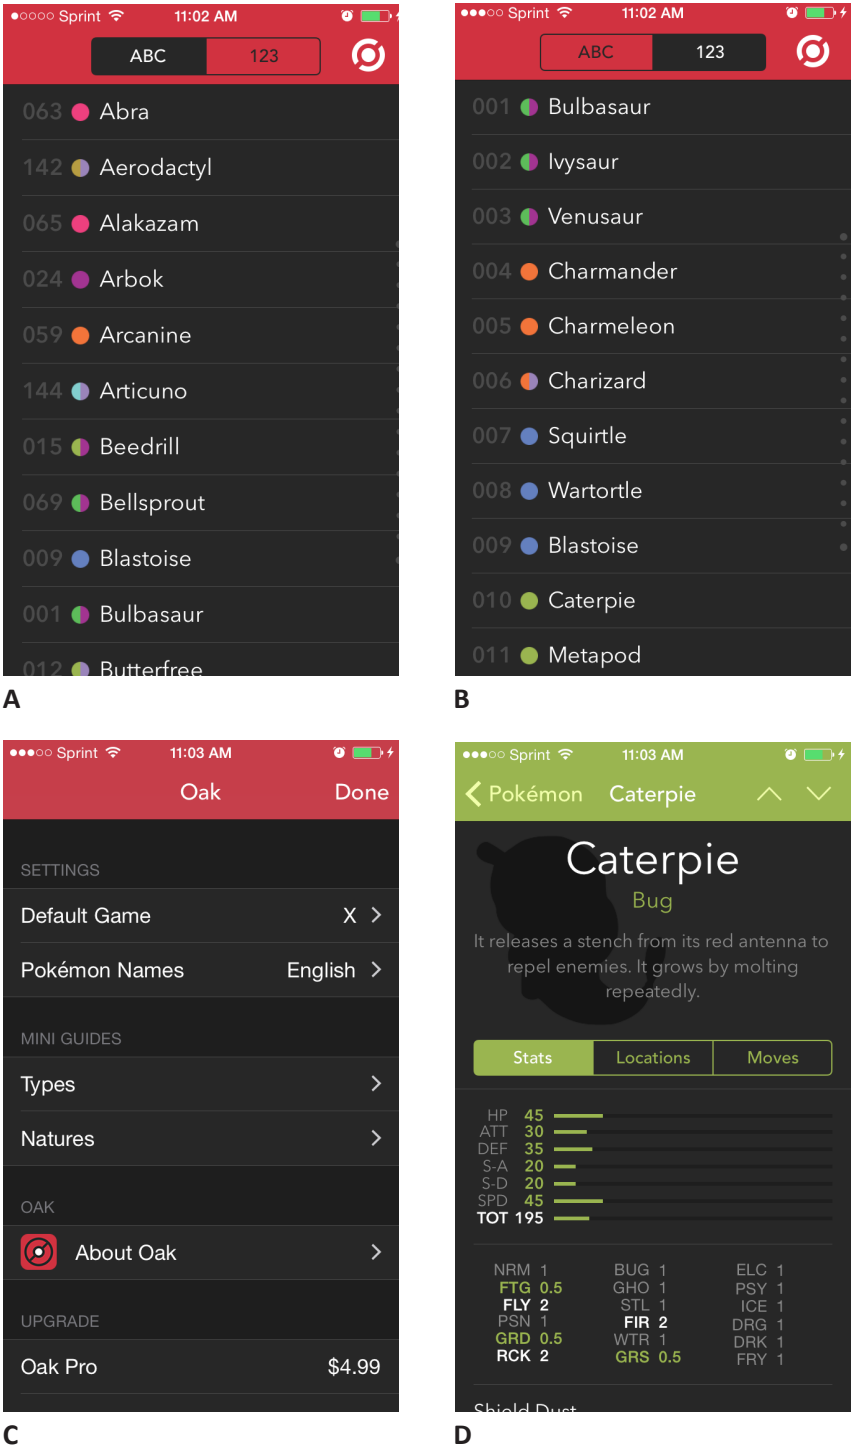 Sprint 11:02 AM
ABC 123
063 Abra
142 Aerodactyl
065 Alakazam
024 Arbok
059 Arcanine
144 Articuno
015 Beedrill
069 Bellsprout
009 Blastoise
001 Bulbasaur
012 Butterfree
A
Sprint 11:02 AM
ABC 123
001 Bulbasaur
002 Ivysaur
003 Venusaur
004 Charmander
005 Charmeleon
006 Charizard
007 Squirtle
008 Wartortle
009 Blastoise
010 Caterpie
011 Metapod
B
Sprint 11:03 AM
Oak Done
SETTINGS
Default Game X
Pokémon Names English
MINI GUIDES
Types
Natures
OAK
About Oak
UPGRADE
Oak Pro $4.99
C
Sprint 11:03 AM
Pokémon Caterpie
Caterpie
Bug
It releases a stench from its red antenna to
repel enemies. It grows by molting
repeatedly.
Stats Locations Moves
HP 45
ATT 30
DEF 35
S-A 20
S-D 20
SPD 45
TOT 195
NRM 1 BUG 1 ELC 1
FTG 0.5 GHO 1 PSY 1
FLY 2 STL 1 ICE 1
PSN 1 FIR 2 DRG 1
GRD 0.5 WTR 1 DRK 1
RCK 2 GRS 0.5 FRY 1
Shield Dust
D